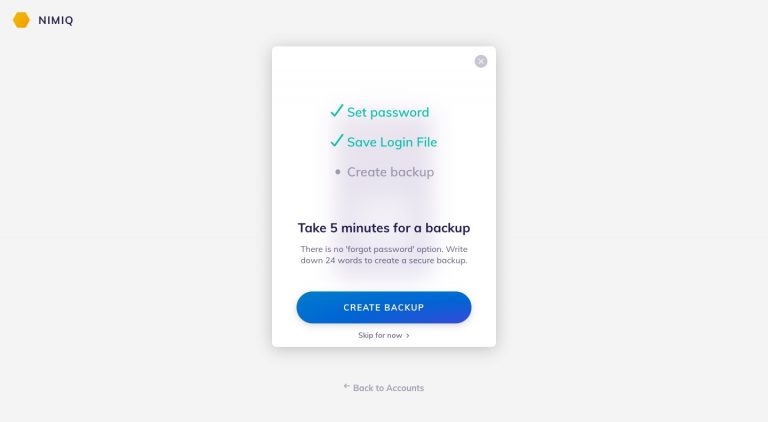 NIMIQ
Set password
Save Login File
Create backup
Take 5 minutes for a backup
There is no 'forgot password' option. Write
down 24 words to create a secure backup.
CREATE BACKUP
Skip for now
Back to Accounts